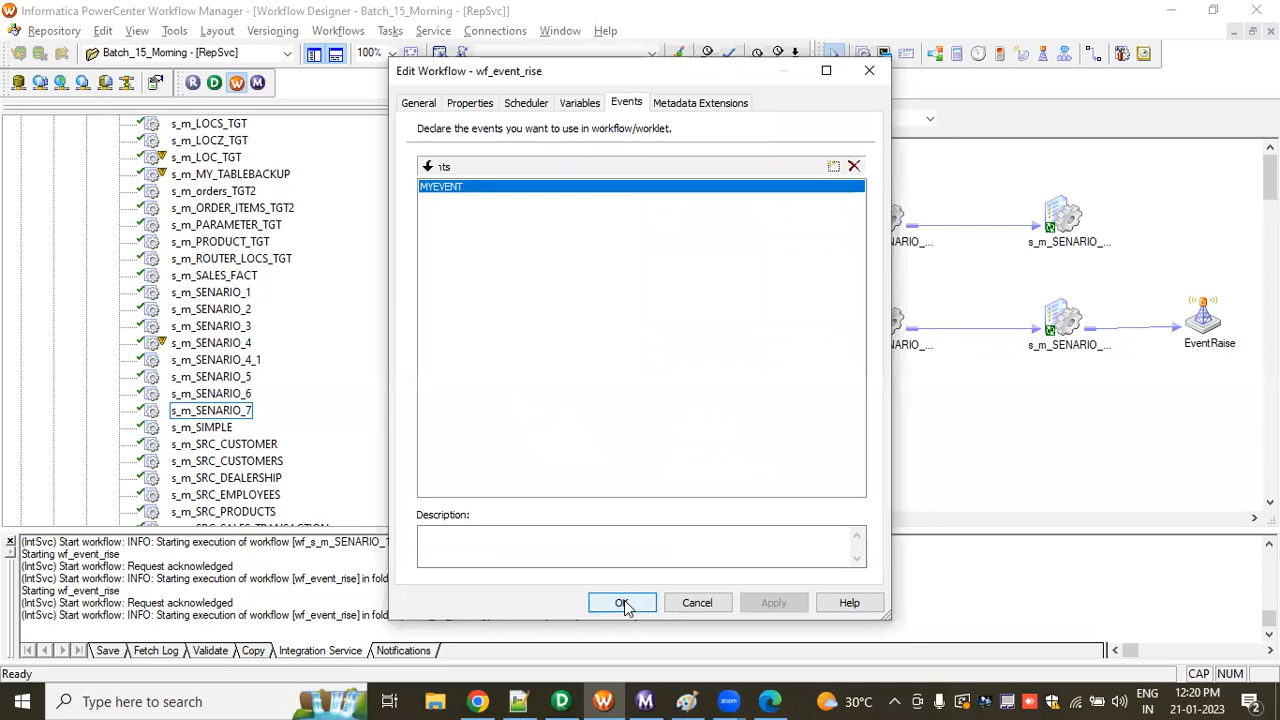 Informatica PowerCenter Workflow Manager - [Workflow Designer - Batch_15_Morning - [RepSvc]]
Repository Edit View Tools Layout Versioning Workflows Tasks Service Connections Window Help
Batch_15_Morning - [RepSvc] 100%
R D W M
Edit Workflow - wf_event_rise
General Properties Scheduler Variables Events Metadata Extensions
Declare the events you want to use in workflow/worklet.
nts
MYEVENT
Description:
OK Cancel Apply Help
s_m_LOCS_TGT
s_m_LOCZ_TGT
s_m_LOC_TGT
s_m_MY_TABLEBACKUP
s_m_orders_TGT2
s_m_ORDER_ITEMS_TGT2
s_m_PARAMETER_TGT
s_m_PRODUCT_TGT
s_m_ROUTER_LOCS_TGT
s_m_SALES_FACT
s_m_SENARIO_1
s_m_SENARIO_2
s_m_SENARIO_3
s_m_SENARIO_4
s_m_SENARIO_4_1
s_m_SENARIO_5
s_m_SENARIO_6
s_m_SENARIO_7
s_m_SIMPLE
s_m_SRC_CUSTOMER
s_m_SRC_CUSTOMERS
s_m_SRC_DEALERSHIP
s_m_SRC_EMPLOYEES
s_m_SRC_PRODUCTS
NARIO_... s_m_SENARIO_...
NARIO_... s_m_SENARIO_... EventRaise
(IntSvc) Start workflow: INFO: Starting execution of workflow [wf_s_m_SENARIO_
Starting wf_event_rise
(IntSvc) Start workflow: Request acknowledged
(IntSvc) Start workflow: INFO: Starting execution of workflow [wf_event_rise] in fold
Starting wf_event_rise
(IntSvc) Start workflow: Request acknowledged
(IntSvc) Start workflow: INFO: Starting execution of workflow [wf_event_rise] in fold
Save Fetch Log Validate Copy Integration Service Notifications
Ready CAP NUM
Type here to search D W M zoom 30°C ENG IN 12:20 PM 21-01-2023 2